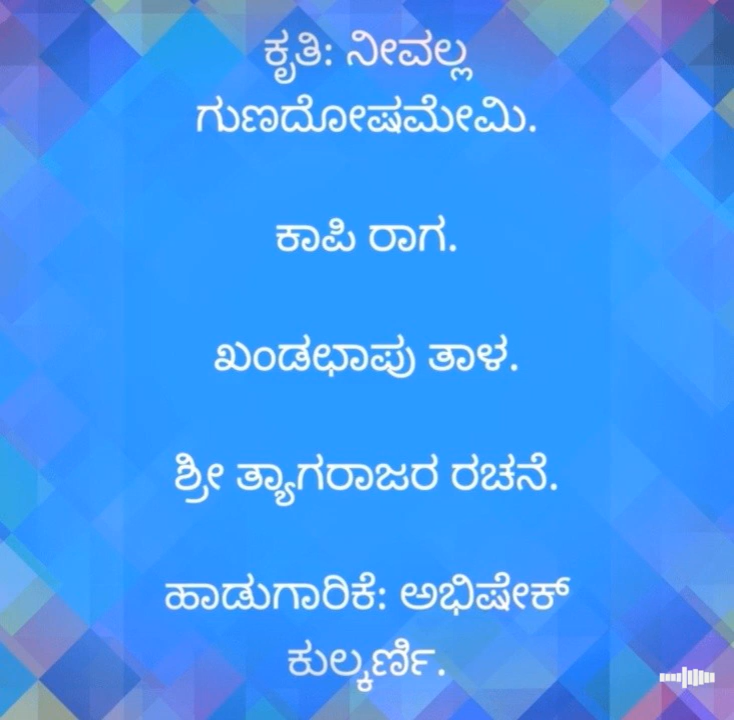 ಕೃತಿ: ನೀವಲ್ಲ
ಗುಣದೋಷಮೇಮಿ.
ಕಾಪಿ ರಾಗ.
ಖಂಡಛಾಪು ತಾಳ.
ಶ್ರೀ ತ್ಯಾಗರಾಜರ ರಚನೆ.
ಹಾಡುಗಾರಿಕೆ: ಅಭಿಷೇಕ್
ಕುಲ್ಕರ್ಣಿ.